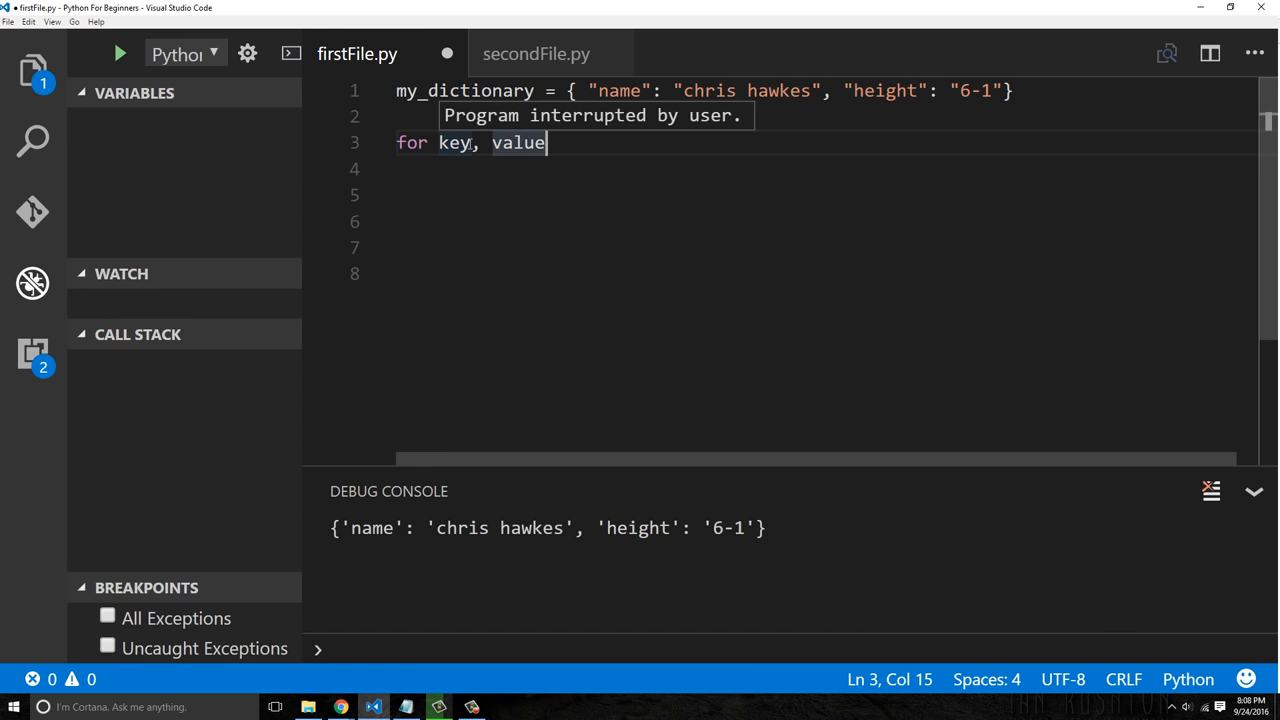 firstFile.py - Python For Beginners - Visual Studio Code
File Edit View Go Help
Python
firstFile.py
secondFile.py
1
VARIABLES
1 my_dictionary = { "name": "chris hawkes", "height": "6-1"}
2 Program interrupted by user.
3 for key, value
4
5
6
7
8
WATCH
CALL STACK
2
DEBUG CONSOLE
{'name': 'chris hawkes', 'height': '6-1'}
BREAKPOINTS
All Exceptions
Uncaught Exceptions
0 0
Ln 3, Col 15 Spaces: 4 UTF-8 CRLF Python
I'm Cortana. Ask me anything.
8:08 PM
9/24/2016